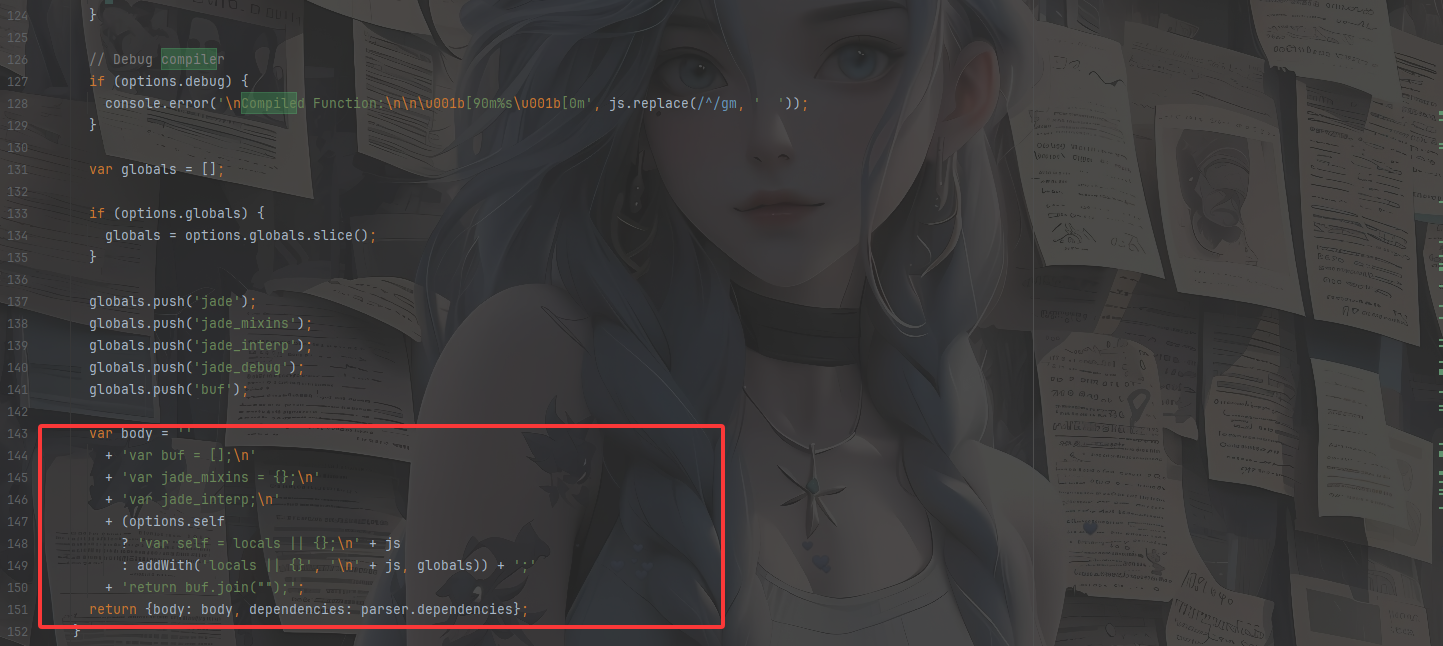 124 }
125
126 // Debug compiler
127 if (options.debug) {
128 console.error('\nCompiled Function:\n\n\u001b[90m%s\u001b[0m', js.replace(/^/gm, '  '));
129 }
130
131 var globals = [];
132
133 if (options.globals) {
134 globals = options.globals.slice();
135 }
136
137 globals.push('jade');
138 globals.push('jade_mixins');
139 globals.push('jade_interp');
140 globals.push('jade_debug');
141 globals.push('buf');
142
143 var body = ''
144 + 'var buf = [];\n'
145 + 'var jade_mixins = {};\n'
146 + 'var jade_interp;\n'
147 + (options.self
148 ? 'var self = locals || {};\n' + js
149 : addWith('locals || {}', '\n' + js, globals)) + ';'
150 + 'return buf.join("");';
151 return {body: body, dependencies: parser.dependencies};
152 }